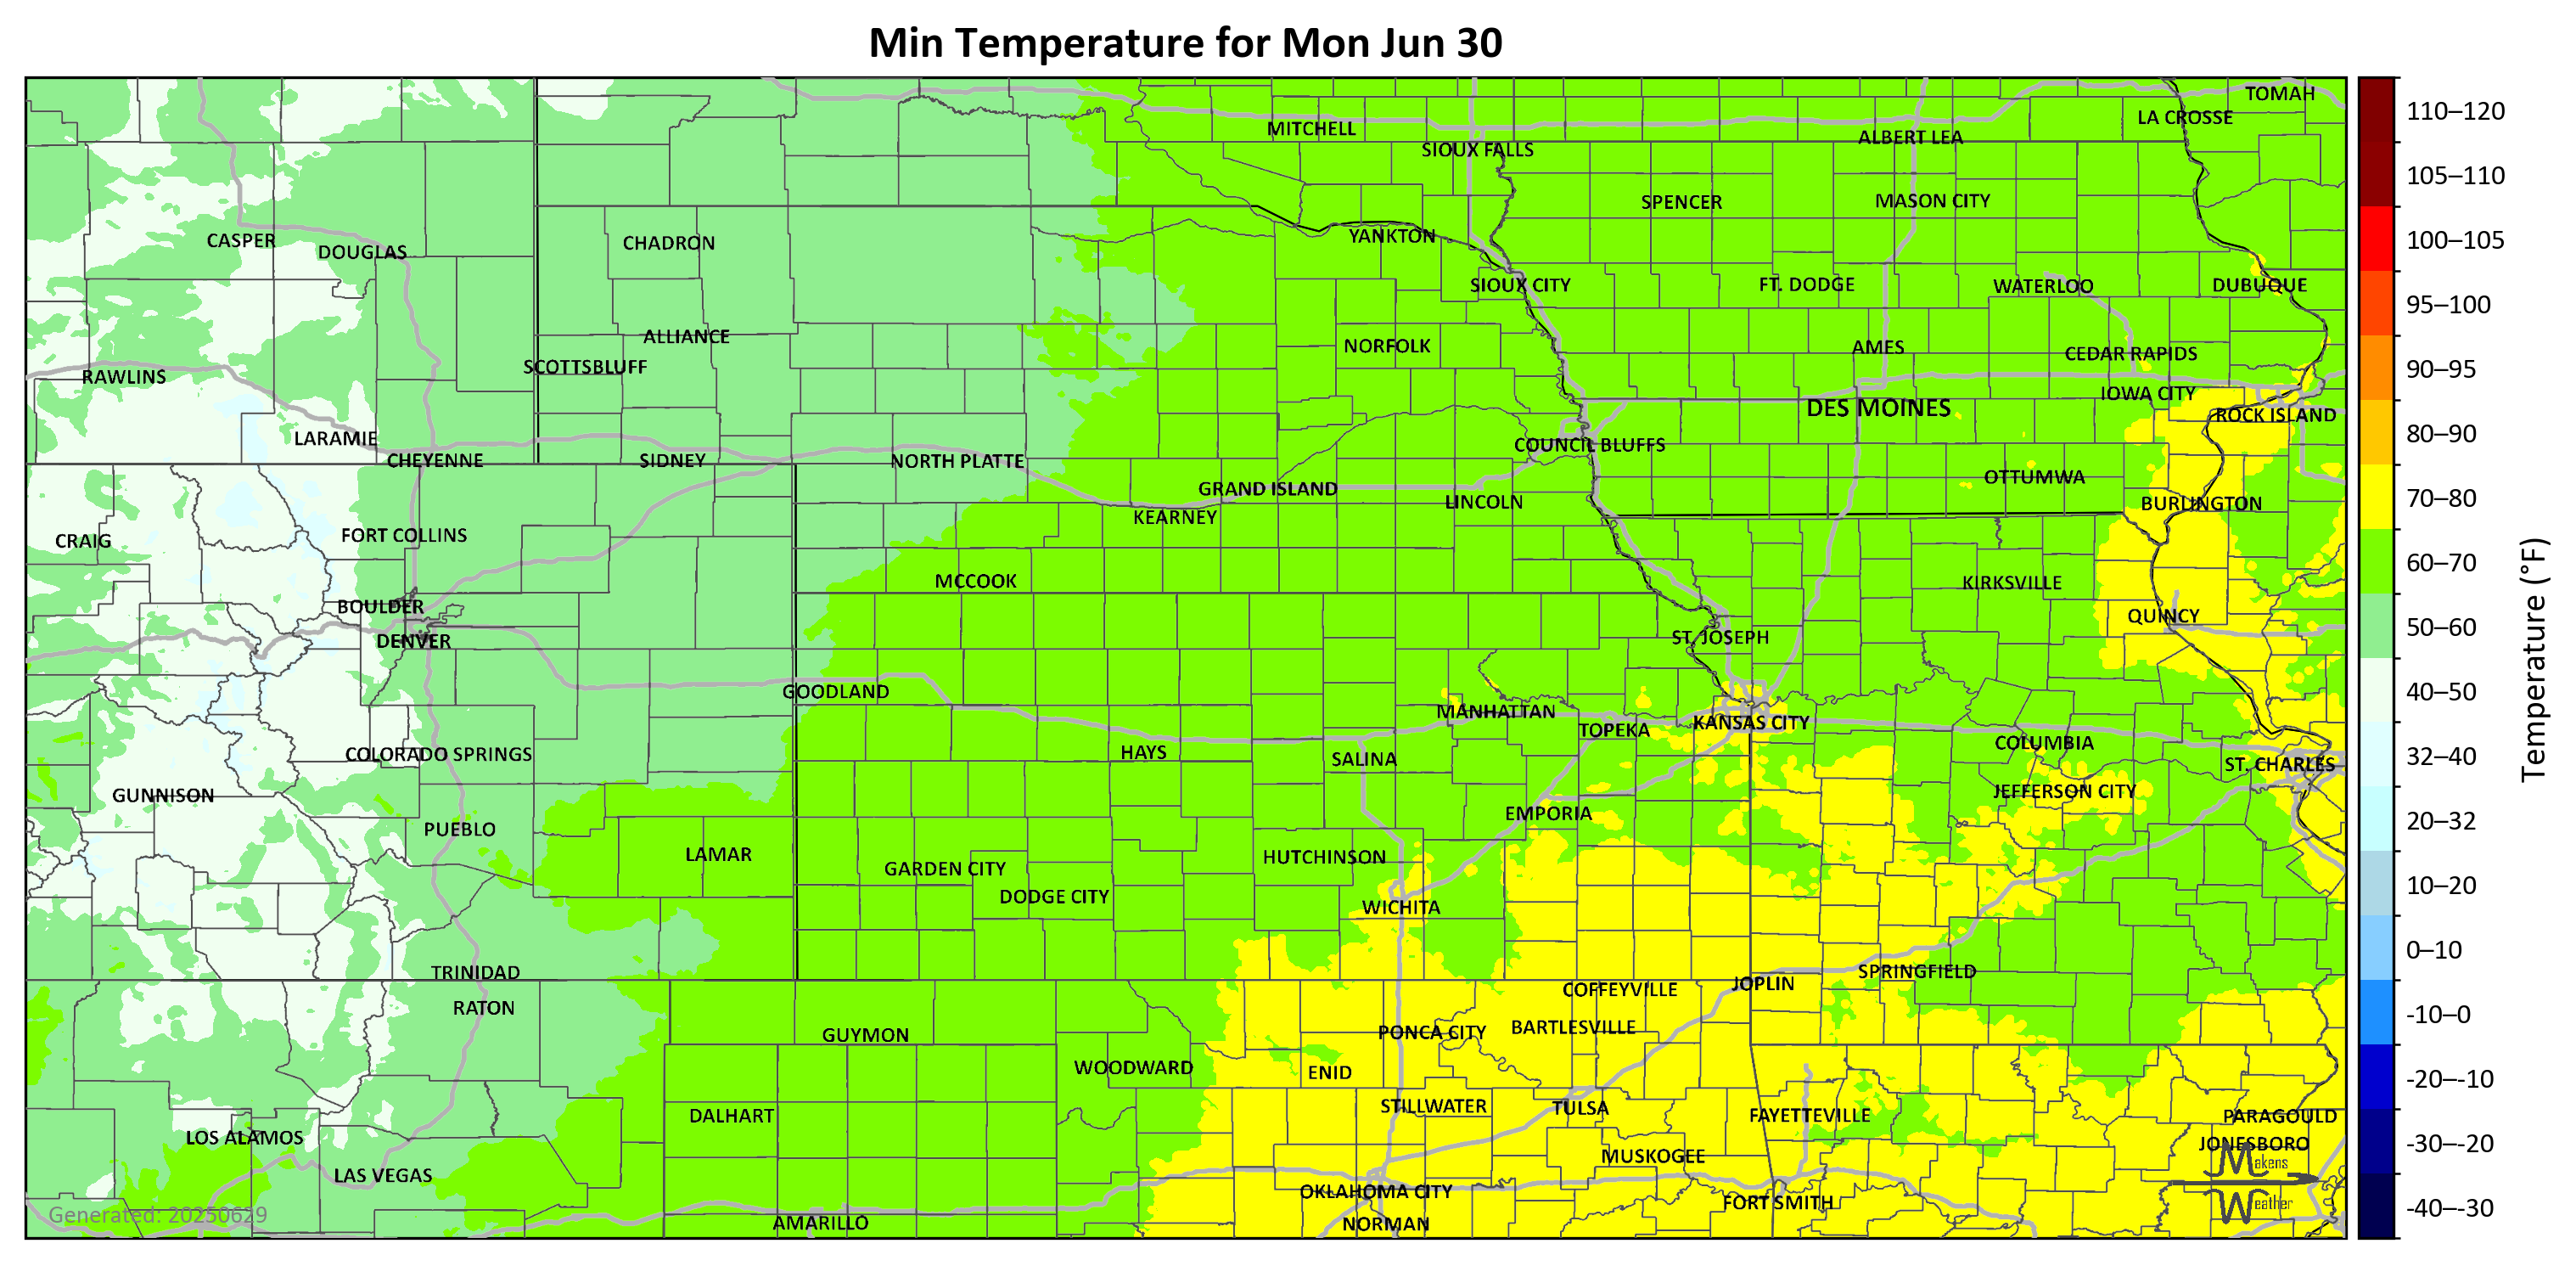 Min Temperature for Mon Jun 30
TOMAH
LA CROSSE
MITCHELL
ALBERT LEA
SIOUX FALLS
SPENCER
MASON CITY
CASPER
DOUGLAS
CHADRON
YANKTON
SIOUX CITY
FT. DODGE
WATERLOO
DUBUQUE
ALLIANCE
NORFOLK
AMES
CEDAR RAPIDS
SCOTTSBLUFF
RAWLINS
IOWA CITY
DES MOINES
ROCK ISLAND
LARAMIE
COUNCIL BLUFFS
CHEYENNE
SIDNEY
NORTH PLATTE
OTTUMWA
GRAND ISLAND
LINCOLN
BURLINGTON
KEARNEY
FORT COLLINS
CRAIG
MCCOOK
KIRKSVILLE
BOULDER
QUINCY
DENVER
ST. JOSEPH
GOODLAND
MANHATTAN
KANSAS CITY
TOPEKA
COLUMBIA
COLORADO SPRINGS
HAYS
SALINA
ST. CHARLES
GUNNISON
JEFFERSON CITY
EMPORIA
PUEBLO
LAMAR
HUTCHINSON
GARDEN CITY
DODGE CITY
WICHITA
TRINIDAD
SPRINGFIELD
JOPLIN
COFFEYVILLE
RATON
BARTLESVILLE
PONCA CITY
GUYMON
WOODWARD
ENID
STILLWATER
TULSA
DALHART
FAYETTEVILLE
PARAGOULD
LOS ALAMOS
JONESBORO
MUSKOGEE
LAS VEGAS
OKLAHOMA CITY
FORT SMITH
AMARILLO
NORMAN
Makens
Weather
Generated: 20250629
110–120
105–110
100–105
95–100
90–95
80–90
70–80
60–70
50–60
40–50
32–40
20–32
10–20
0–10
-10–0
-20–-10
-30–-20
-40–-30
Temperature (°F)